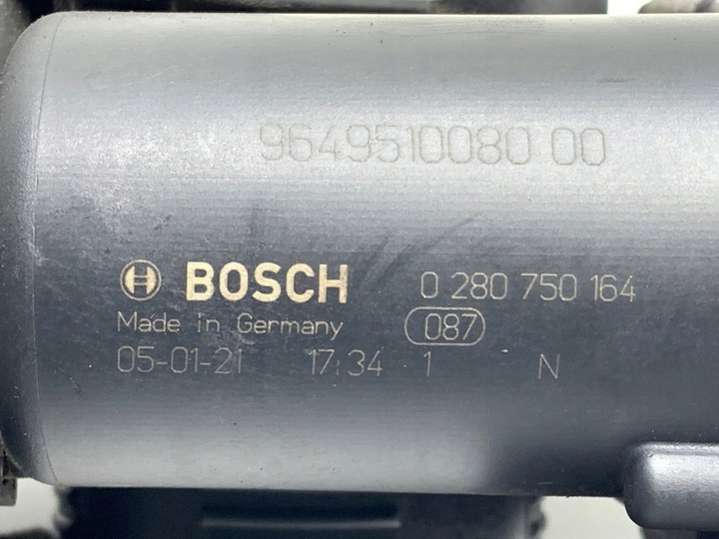 9649510080 00
BOSCH 0 280 750 164
Made in Germany 087
05-01-21 17:34 1 N